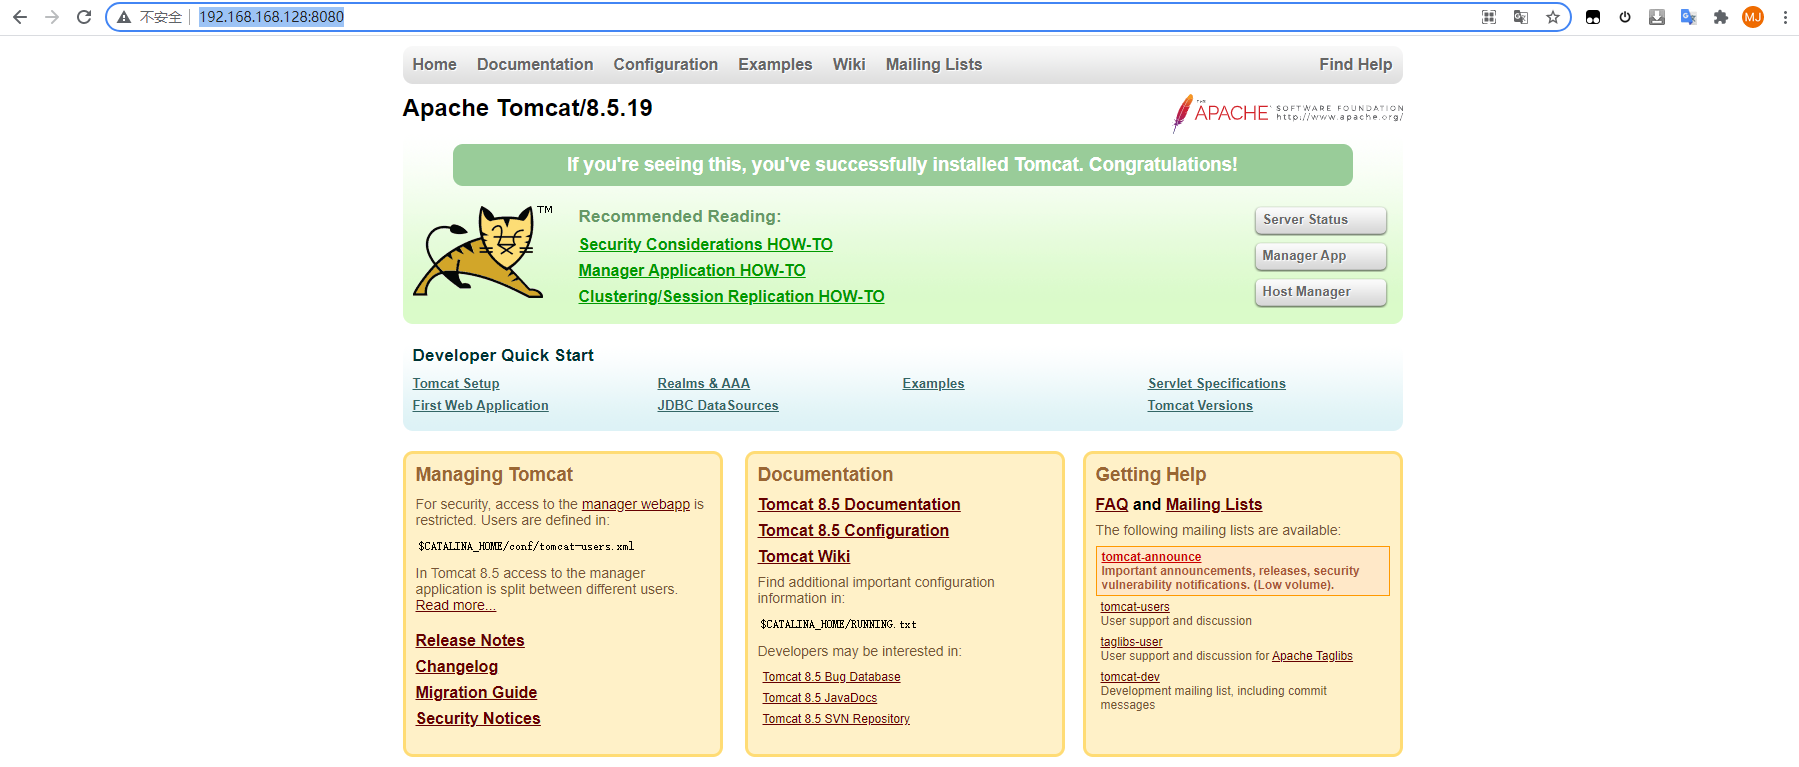 不安全 192.168.168.128:8080
MJ
Home Documentation Configuration Examples Wiki Mailing Lists Find Help
Apache Tomcat/8.5.19
THE APACHE SOFTWARE FOUNDATION
http://www.apache.org/
If you're seeing this, you've successfully installed Tomcat. Congratulations!
TM
Recommended Reading:
Security Considerations HOW-TO
Manager Application HOW-TO
Clustering/Session Replication HOW-TO
Server Status
Manager App
Host Manager
Developer Quick Start
Tomcat Setup
First Web Application
Realms & AAA
JDBC DataSources
Examples
Servlet Specifications
Tomcat Versions
Managing Tomcat
For security, access to the manager webapp is
restricted. Users are defined in:
$CATALINA_HOME/conf/tomcat-users.xml
In Tomcat 8.5 access to the manager
application is split between different users.
Read more...
Release Notes
Changelog
Migration Guide
Security Notices
Documentation
Tomcat 8.5 Documentation
Tomcat 8.5 Configuration
Tomcat Wiki
Find additional important configuration
information in:
$CATALINA_HOME/RUNNING.txt
Developers may be interested in:
Tomcat 8.5 Bug Database
Tomcat 8.5 JavaDocs
Tomcat 8.5 SVN Repository
Getting Help
FAQ and Mailing Lists
The following mailing lists are available:
tomcat-announce
Important announcements, releases, security
vulnerability notifications. (Low volume).
tomcat-users
User support and discussion
taglibs-user
User support and discussion for Apache Taglibs
tomcat-dev
Development mailing list, including commit
messages